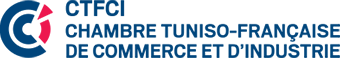 CTFCI
CHAMBRE TUNISO-FRANÇAISE
DE COMMERCE ET D'INDUSTRIE